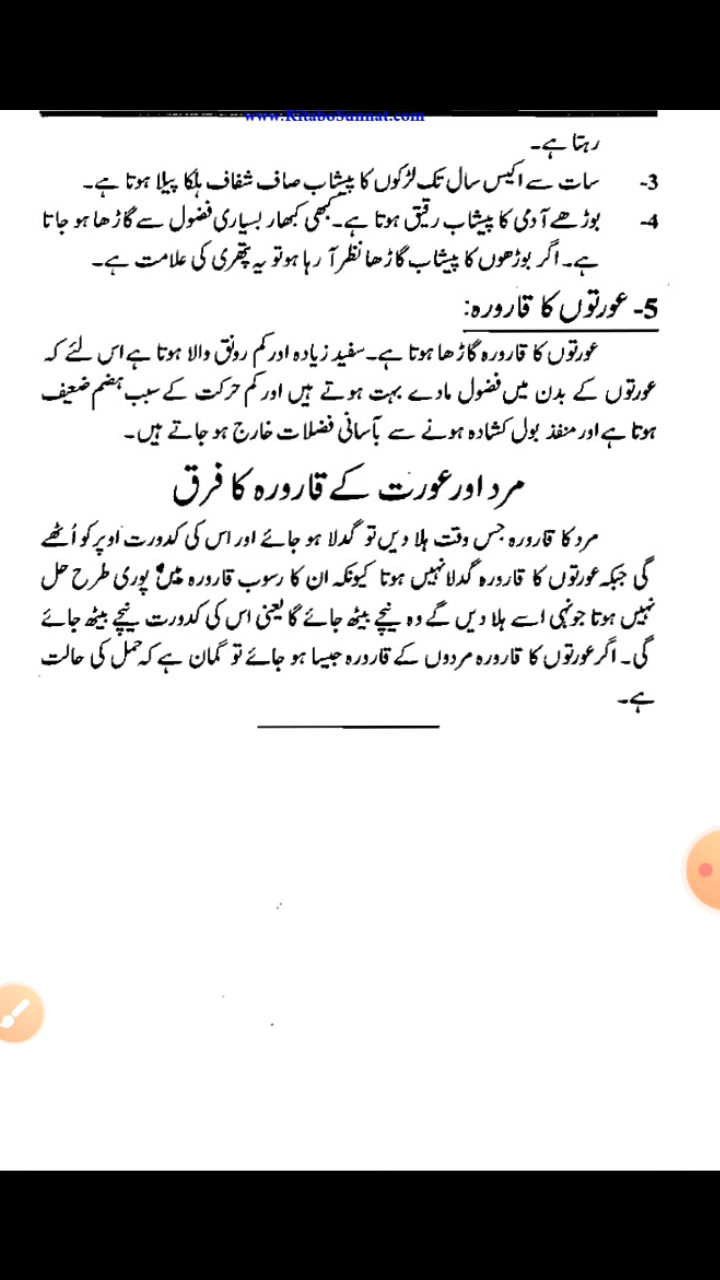 www.KitaboSunnat.com
رہتا ہے۔
3- سات سے اکیس سال تک لڑکوں کا پیشاب صاف شفاف ہلکا پیلا ہوتا ہے۔
4- بوڑھے آدمی کا پیشاب رقیق ہوتا ہے۔ کبھی کبھار بسیاری فضول سے گاڑھا ہو جاتا
ہے۔ اگر بوڑھوں کا پیشاب گاڑھا نظر آ رہا ہو تو یہ پتھری کی علامت ہے۔
5- عورتوں کا قارورہ:
عورتوں کا قارورہ گاڑھا ہوتا ہے۔ سفید زیادہ اور کم رونق والا ہوتا ہے اس لئے کہ
عورتوں کے بدن میں فضول مادے بہت ہوتے ہیں اور کم حرکت کے سبب ہضم ضعیف
ہوتا ہے اور منفذ بول کشادہ ہونے سے بآسانی فضلات خارج ہو جاتے ہیں۔
مرد اور عورت کے قارورہ کا فرق
مرد کا قارورہ جس وقت ہلا دیں تو گدلا ہو جائے اور اس کی کدورت اوپر کو اُٹھے
گی جبکہ عورتوں کا قارورہ گدلا نہیں ہوتا کیونکہ ان کا رسوب قارورہ میں پوری طرح حل
نہیں ہوتا جونہی اسے ہلا دیں گے وہ نیچے بیٹھ جائے گا یعنی اس کی کدورت نیچے بیٹھ جائے
گی۔ اگر عورتوں کا قارورہ مردوں کے قارورہ جیسا ہو جائے تو گمان ہے کہ حمل کی حالت
ہے۔